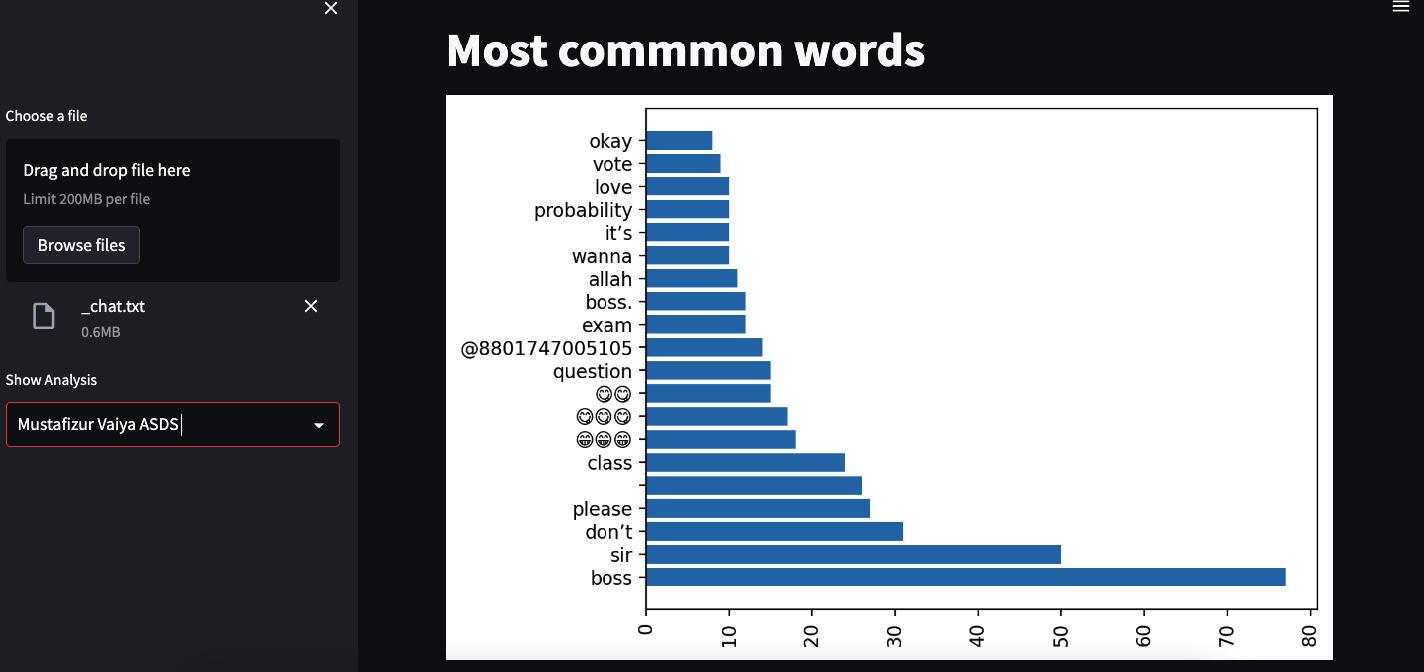 Choose a file
Drag and drop file here
Limit 200MB per file
Browse files
_chat.txt
0.6MB
Show Analysis
Mustafizur Vaiya ASDS
Most commmon words
okay
vote
love
probability
it’s
wanna
allah
boss.
exam
@8801747005105
question
😋😋
😋😋😋
😁😁😁
class
please
don’t
sir
boss
0 10 20 30 40 50 60 70 80